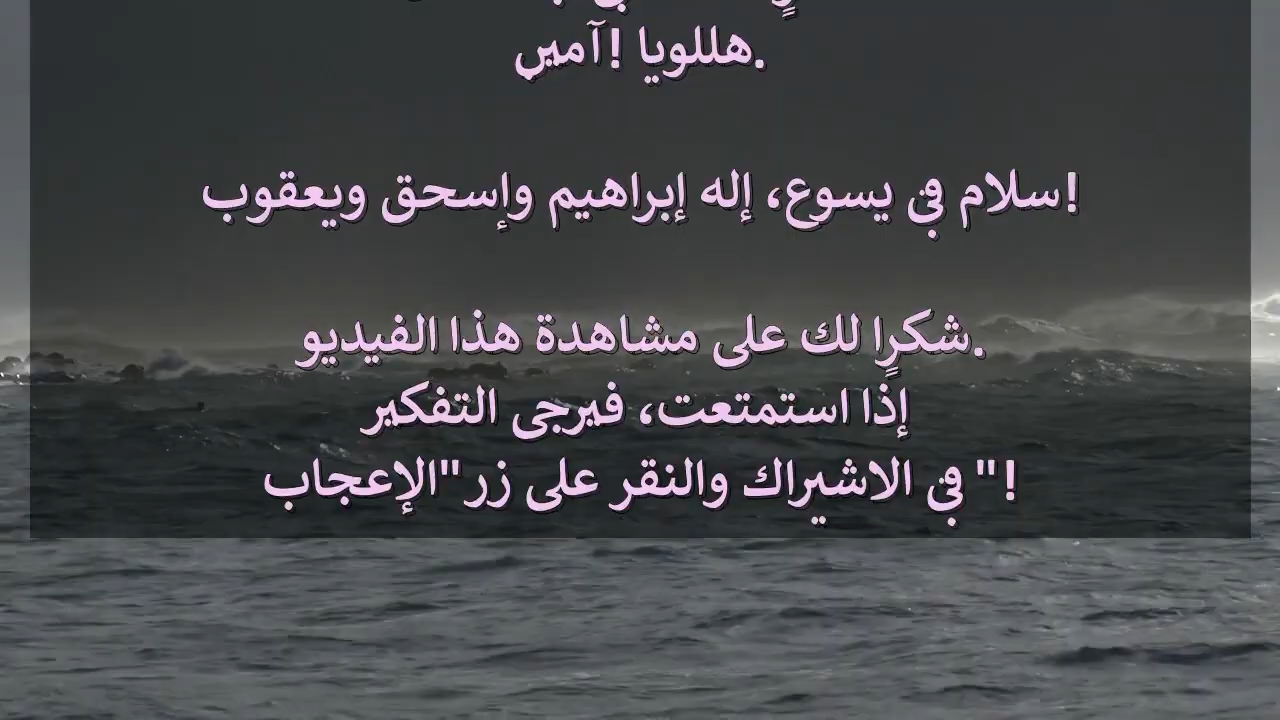 هللويا !آمين.
سلام في يسوع، إله إبراهيم وإسحق ويعقوب!
شكرٍا لك على مشاهدة هذا الفيديو.
إذا استمتعت، فيرجى التفكير
في الاشتراك والنقر على زر"الإعجاب "!